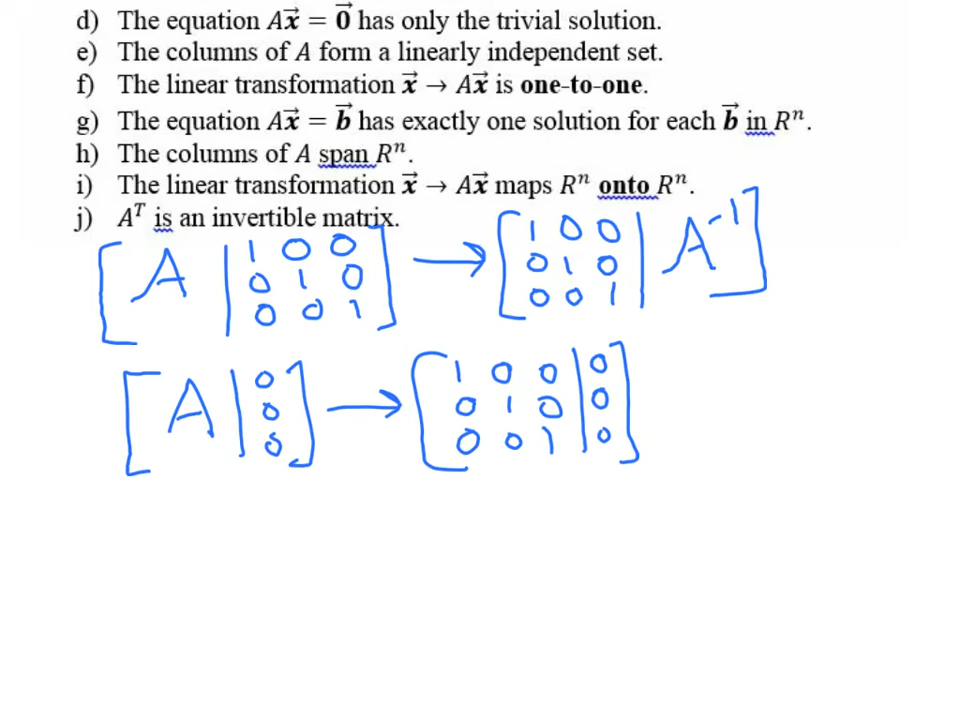 d) The equation Ax⃗ = 0⃗ has only the trivial solution.
e) The columns of A form a linearly independent set.
f) The linear transformation x⃗ → Ax⃗ is one-to-one.
g) The equation Ax⃗ = b⃗ has exactly one solution for each b⃗ in Rⁿ.
h) The columns of A span Rⁿ.
i) The linear transformation x⃗ → Ax⃗ maps Rⁿ onto Rⁿ.
j) Aᵀ is an invertible matrix.
[ A | 1 0 0 ] → [ 1 0 0 | A⁻¹ ]
0 1 0 0 1 0
0 0 1 0 0 1
[ A | 0 ] → [ 1 0 0 | 0 ]
0 0 1 0 0
0 0 0 1 0